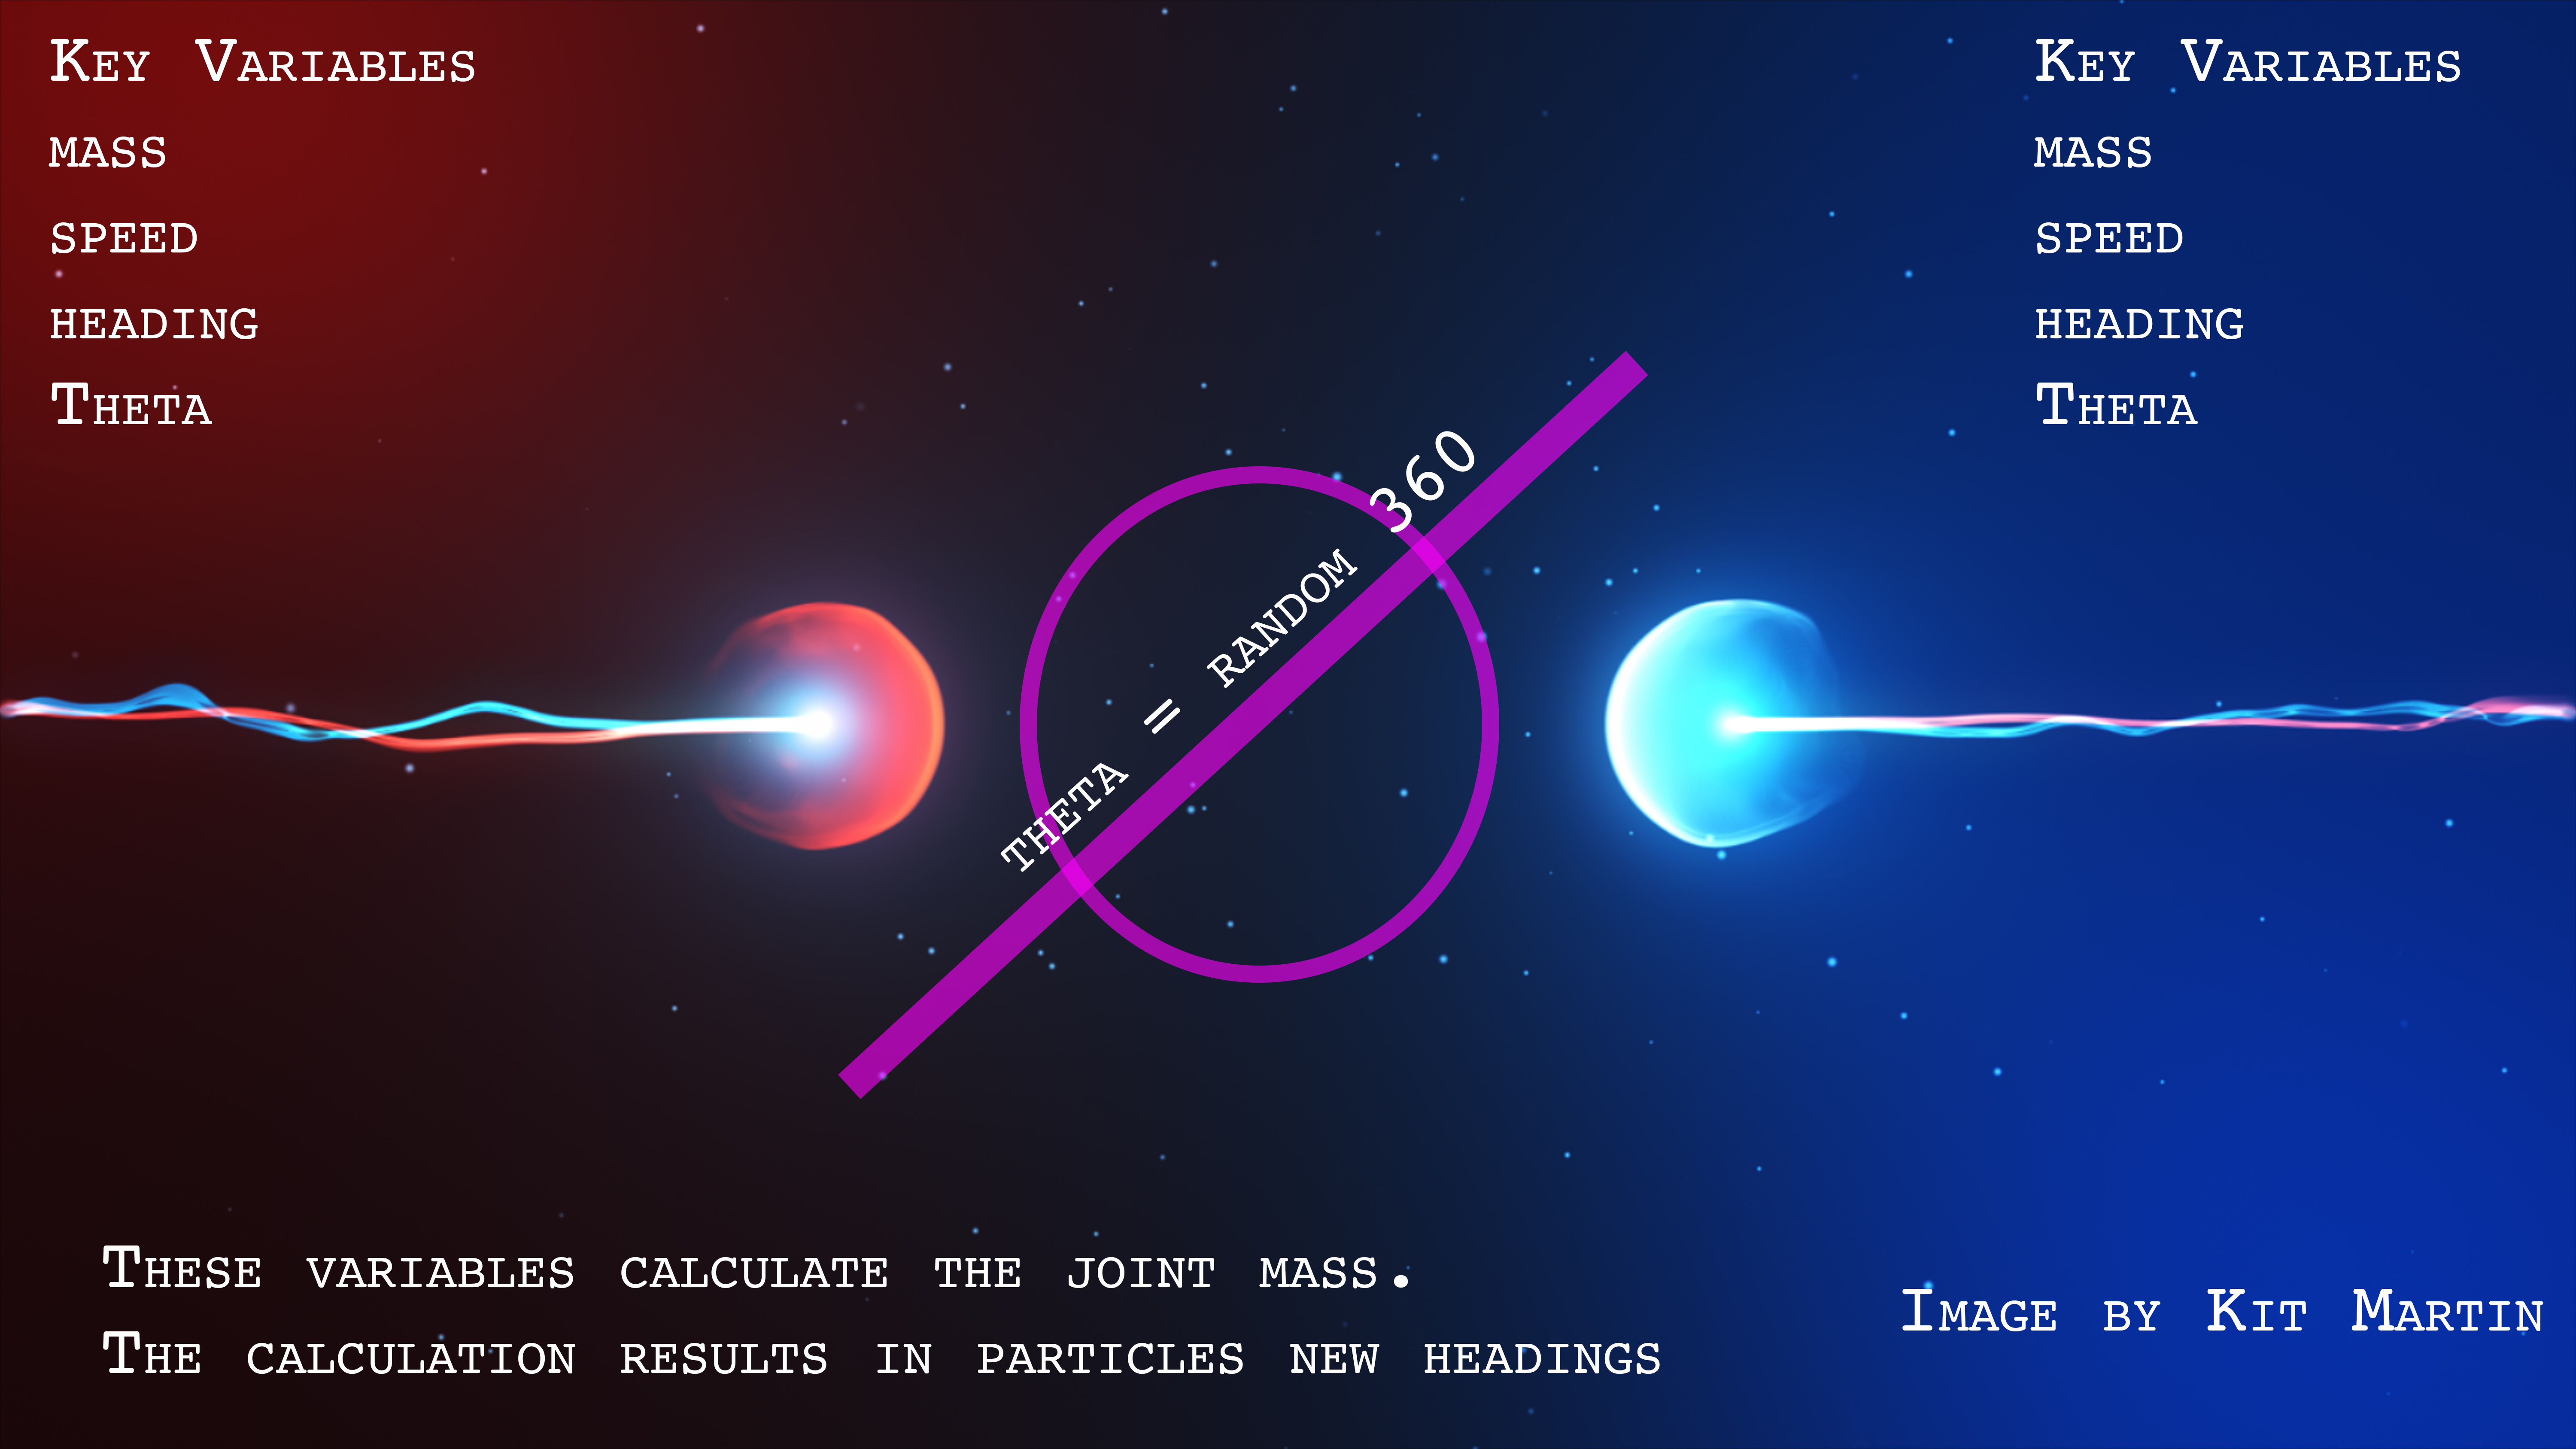 Key Variables
mass
speed
heading
Theta
Key Variables
mass
speed
heading
Theta
theta = random 360
These variables calculate the joint mass.
The calculation results in particles new headings
Image by Kit Martin